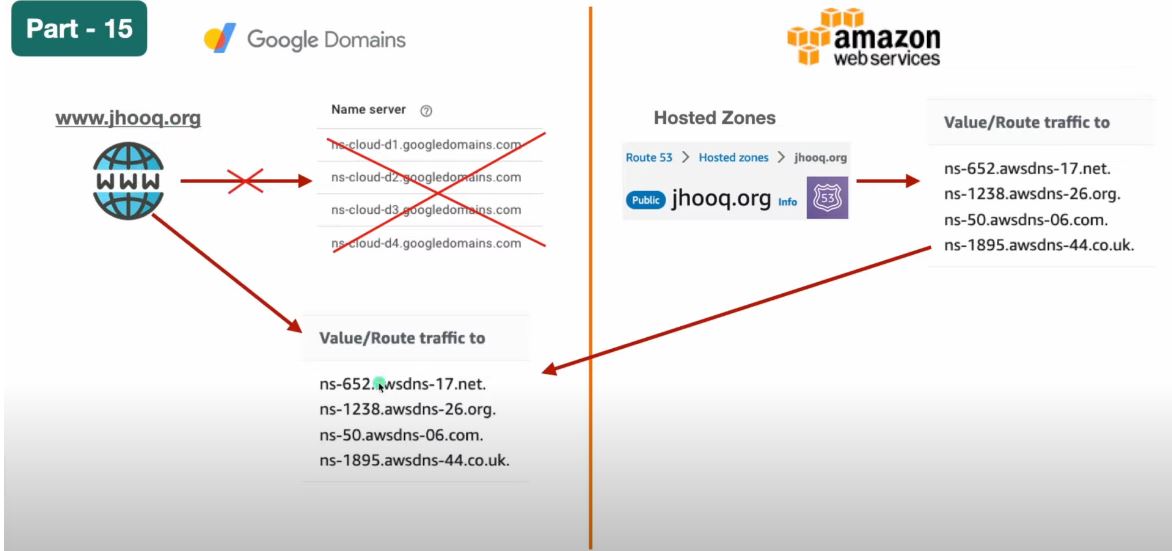 Part - 15
Google Domains
www.jhooq.org
WWW
Name server ?
ns-cloud-d1.googledomains.com
ns-cloud-d2.googledomains.com
ns-cloud-d3.googledomains.com
ns-cloud-d4.googledomains.com
Value/Route traffic to
ns-652.awsdns-17.net.
ns-1238.awsdns-26.org.
ns-50.awsdns-06.com.
ns-1895.awsdns-44.co.uk.
amazon
webservices
Hosted Zones
Route 53 > Hosted zones > jhooq.org
Public jhooq.org Info 53
Value/Route traffic to
ns-652.awsdns-17.net.
ns-1238.awsdns-26.org.
ns-50.awsdns-06.com.
ns-1895.awsdns-44.co.uk.